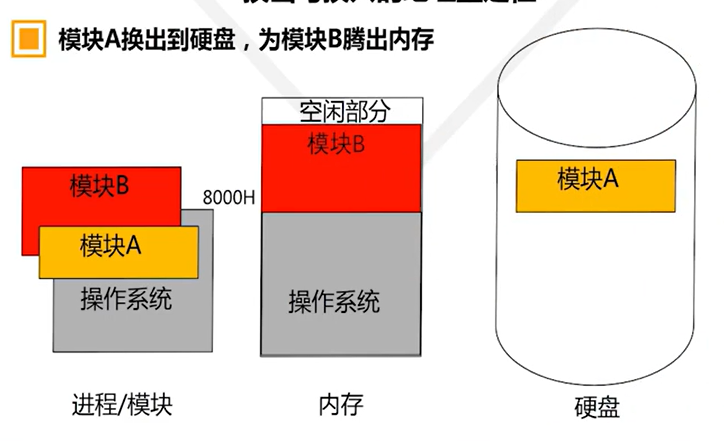 模块A换出到硬盘，为模块B腾出内存
空闲部分
模块B
模块B
模块A
8000H
模块A
操作系统
操作系统
进程/模块
内存
硬盘